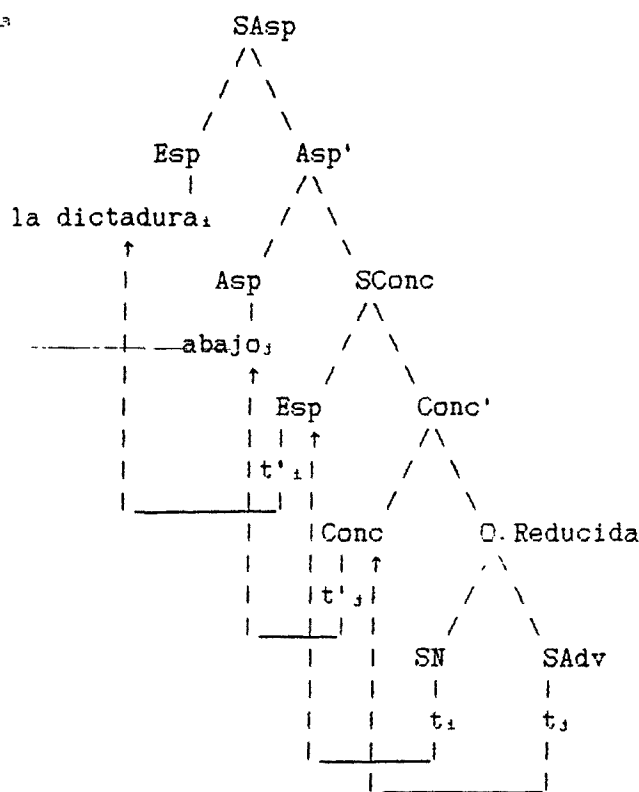 SAsp
Esp Asp'
la dictadura i
Asp SConc
abajo j
Esp Conc'
t' i
Conc O. Reducida
t' j
SN SAdv
t i t j